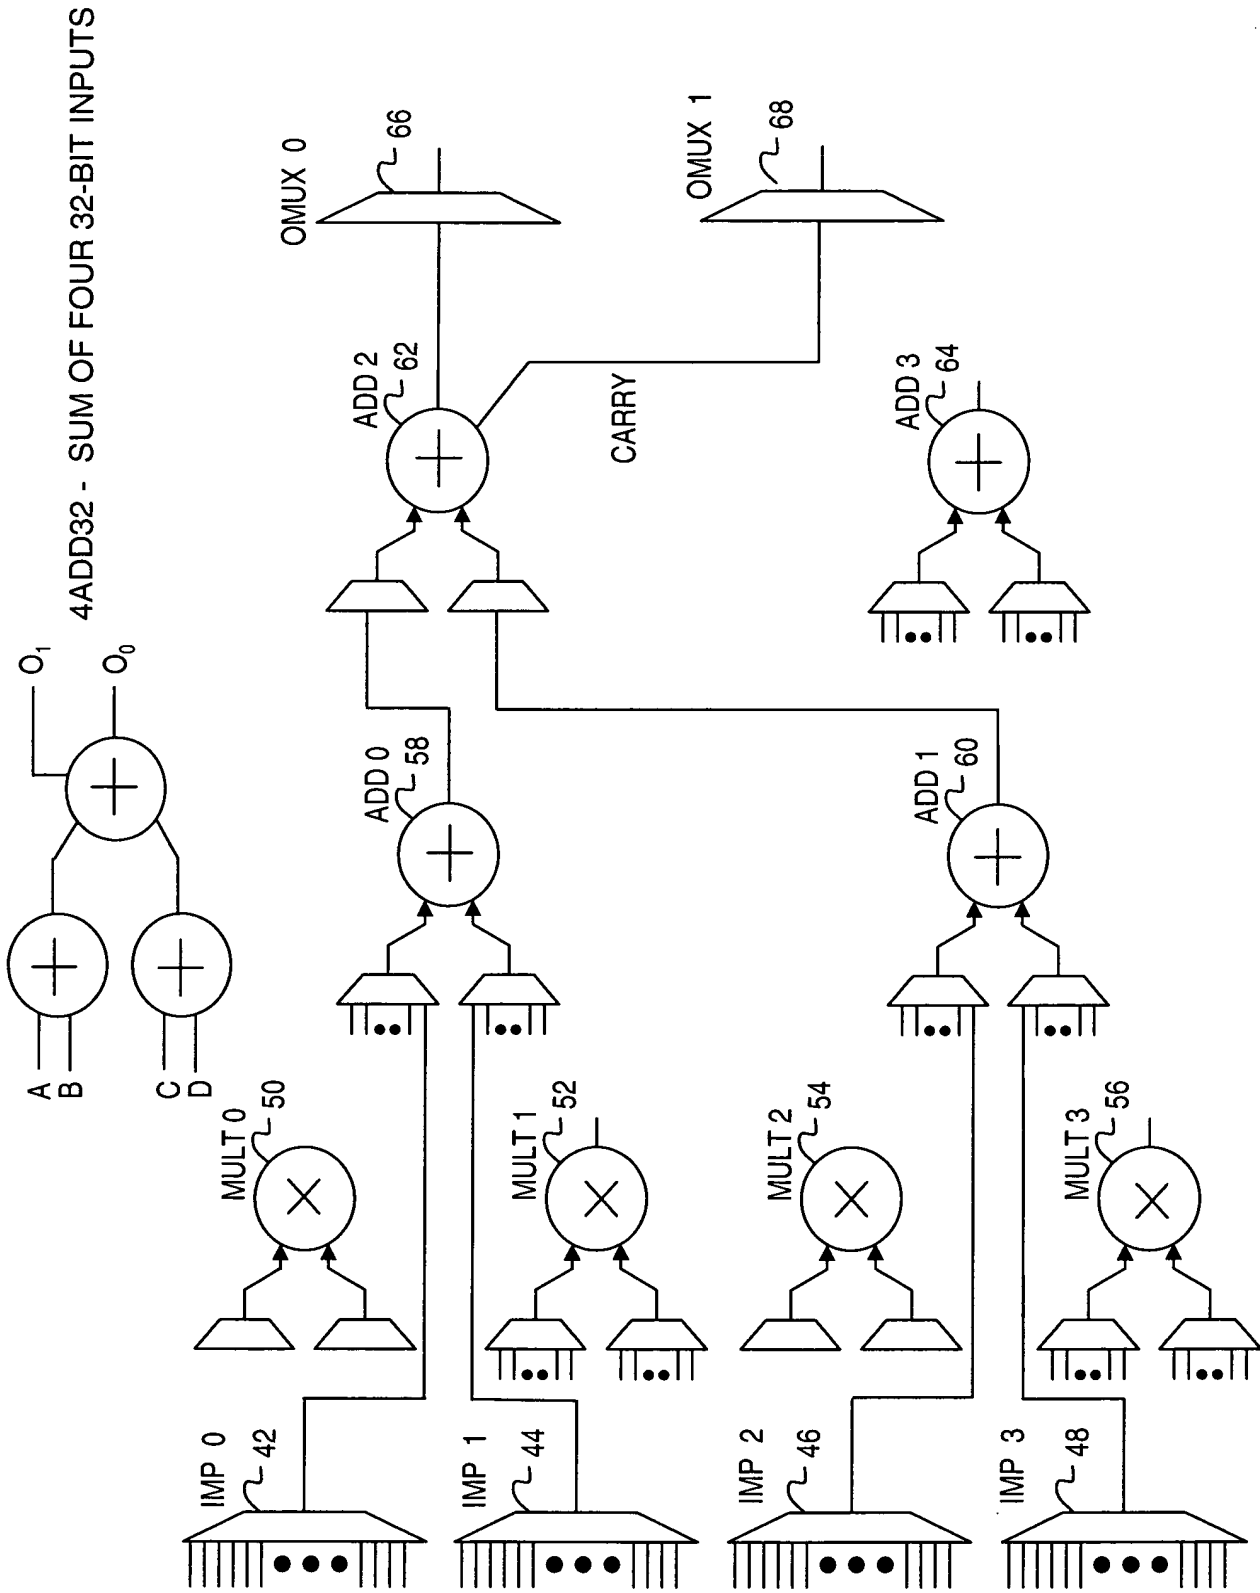 4ADD32 - SUM OF FOUR 32-BIT INPUTS
A
B
C
D
O1
O0
IMP 0
42
IMP 1
44
IMP 2
46
IMP 3
48
MULT 0
50
MULT 1
52
MULT 2
54
MULT 3
56
ADD 0
58
ADD 1
60
ADD 2
62
CARRY
ADD 3
64
OMUX 0
66
OMUX 1
68